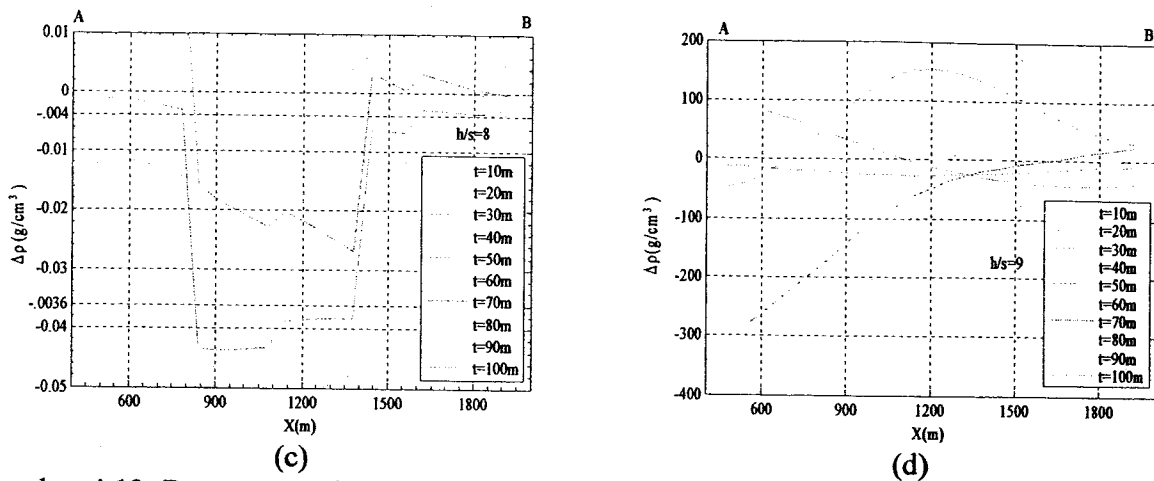 A B
0.01
0
-.004
-0.01
-0.02
-0.03
-.0036
-0.04
-0.05
Δρ (g/cm³)
h/s=8
t=10m
t=20m
t=30m
t=40m
t=50m
t=60m
t=70m
t=80m
t=90m
t=100m
600 900 1200 1500 1800
X(m)
(c)
A B
200
100
0
-100
-200
-300
-400
Δρ (g/cm³)
h/s=9
t=10m
t=20m
t=30m
t=40m
t=50m
t=60m
t=70m
t=80m
t=90m
t=100m
600 900 1200 1500 1800
X(m)
(d)